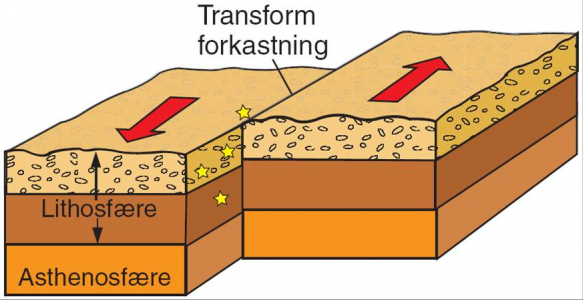 Transform
forkastning
Lithosfære
Asthenosfære